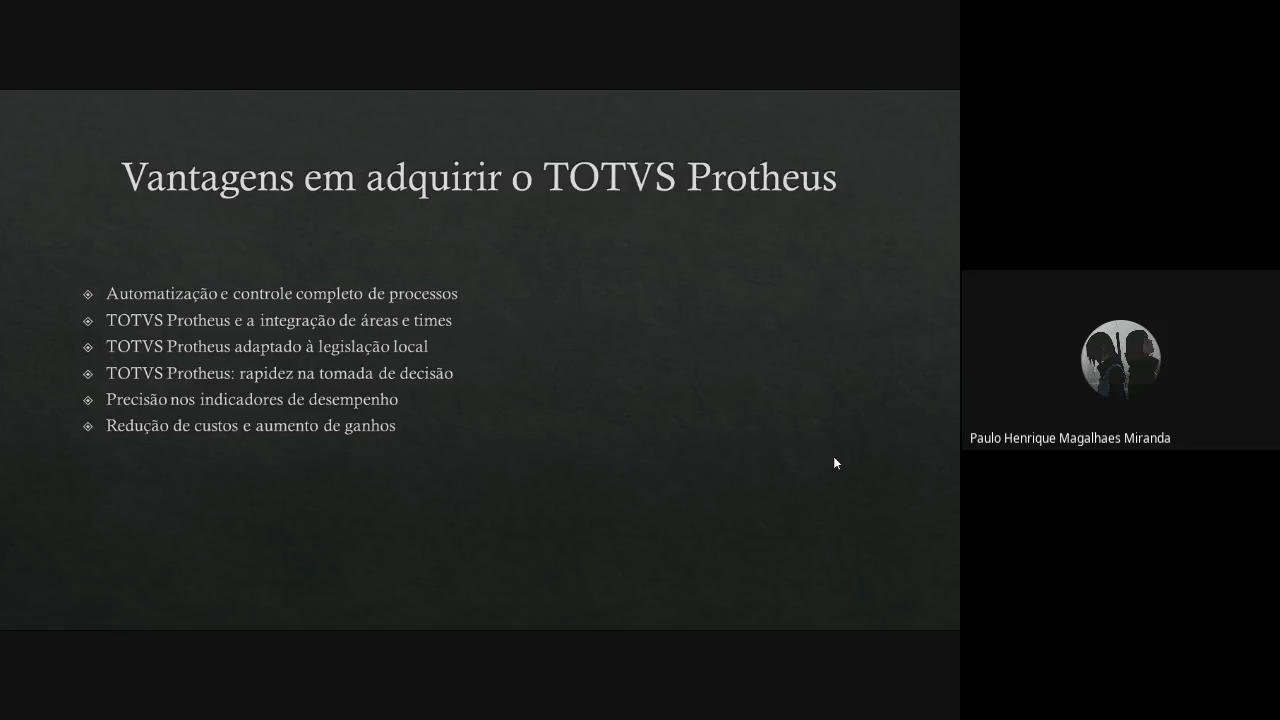 Vantagens em adquirir o TOTVS Protheus
Automatização e controle completo de processos
TOTVS Protheus e a integração de áreas e times
TOTVS Protheus adaptado à legislação local
TOTVS Protheus: rapidez na tomada de decisão
Precisão nos indicadores de desempenho
Redução de custos e aumento de ganhos
Paulo Henrique Magalhaes Miranda